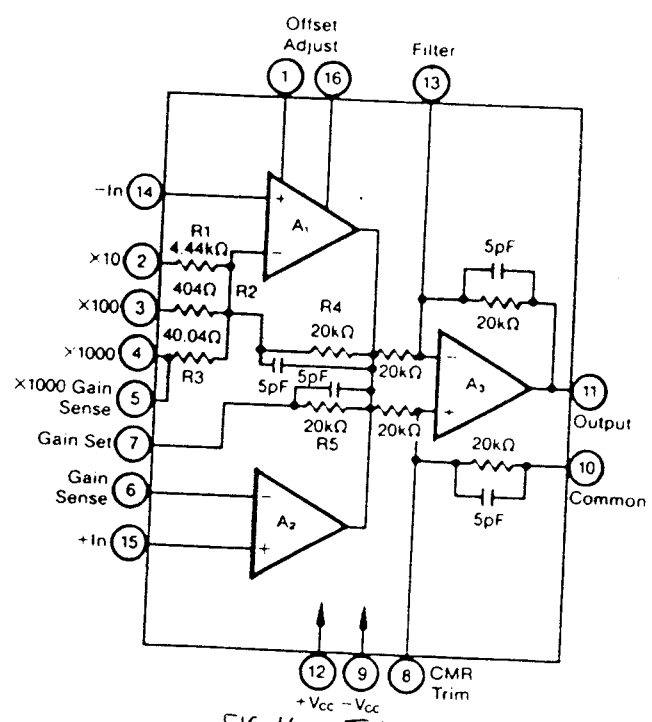 Offset
Adjust
Filter
1
16
13
−In
14
+
A₁
−
R1
4.44kΩ
×10
2
R2
404Ω
×100
3
40.04Ω
×1000
4
R3
×1000 Gain
Sense
5
R4
20kΩ
5pF
5pF
20kΩ
20kΩ
R5
20kΩ
Gain Set
7
Gain
Sense
6
−
A₂
+
+In
15
5pF
20kΩ
−
A₃
+
11
Output
20kΩ
10
5pF
Common
12
9
8
CMR
Trim
+Vcc
−Vcc